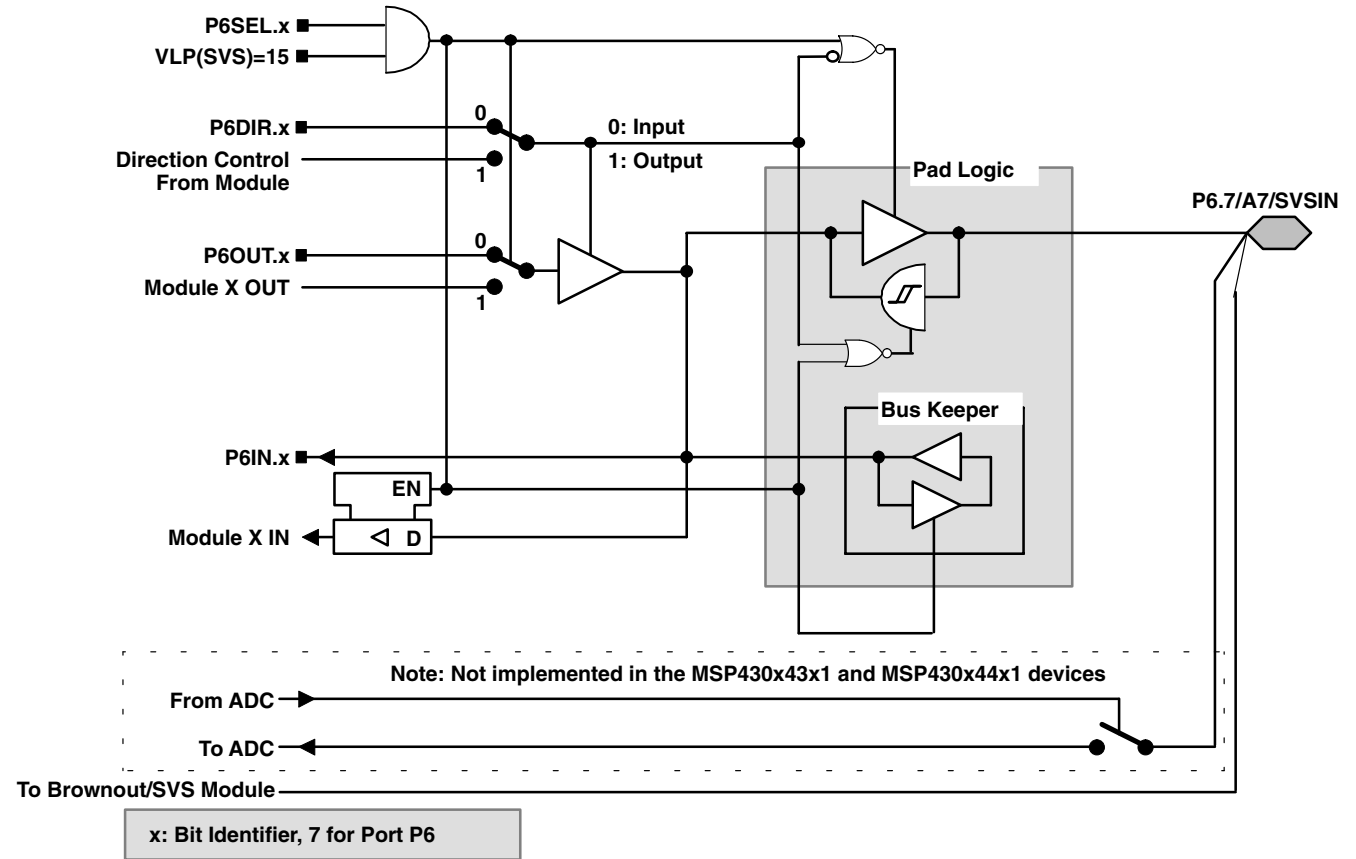 P6SEL.x
VLP(SVS)=15
P6DIR.x
0
0: Input
Direction Control
From Module
1
1: Output
Pad Logic
P6.7/A7/SVSIN
P6OUT.x
0
Module X OUT
1
Bus Keeper
P6IN.x
EN
Module X IN
D
Note: Not implemented in the MSP430x43x1 and MSP430x44x1 devices
From ADC
To ADC
To Brownout/SVS Module
x: Bit Identifier, 7 for Port P6